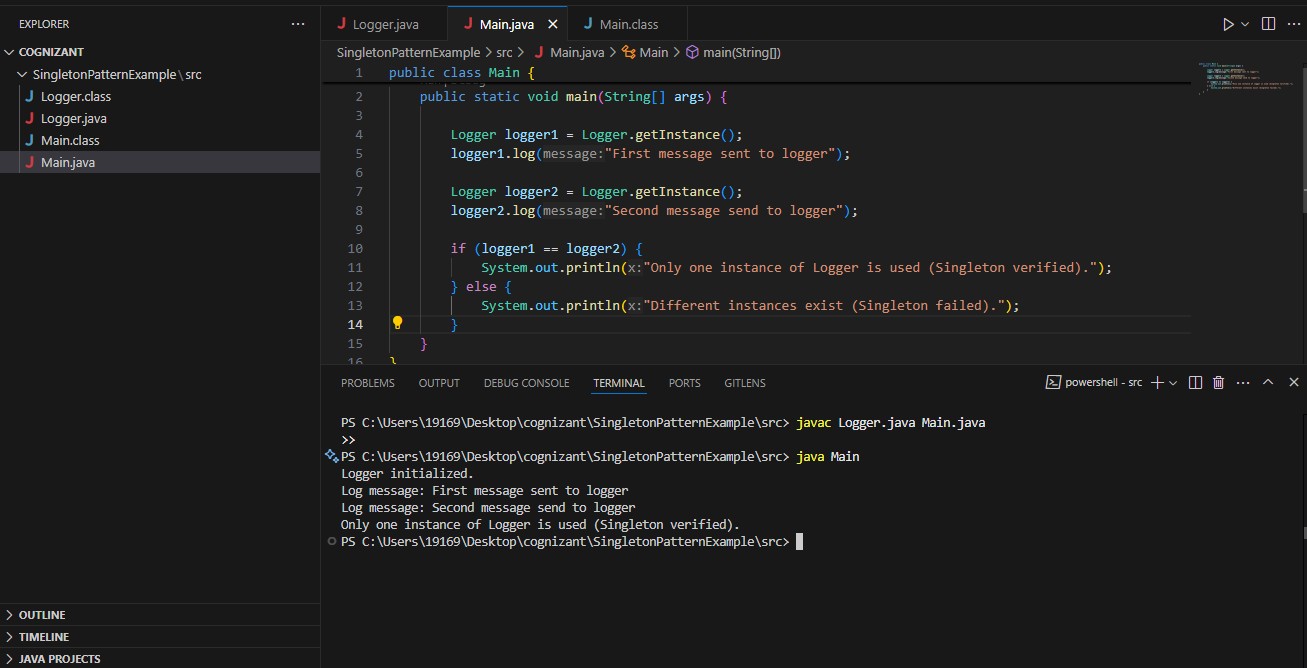 EXPLORER
···
COGNIZANT
SingletonPatternExample \ src
J Logger.class
J Logger.java
J Main.class
J Main.java
OUTLINE
TIMELINE
JAVA PROJECTS
J Logger.java
J Main.java ×
J Main.class
SingletonPatternExample > src > J Main.java > Main > main(String[])
1 public class Main {
2 public static void main(String[] args) {
3
4 Logger logger1 = Logger.getInstance();
5 logger1.log(message:"First message sent to logger");
6
7 Logger logger2 = Logger.getInstance();
8 logger2.log(message:"Second message send to logger");
9
10 if (logger1 == logger2) {
11 System.out.println(x:"Only one instance of Logger is used (Singleton verified).");
12 } else {
13 System.out.println(x:"Different instances exist (Singleton failed).");
14 }
15 }
16 }
PROBLEMS OUTPUT DEBUG CONSOLE TERMINAL PORTS GITLENS
powershell - src
PS C:\Users\19169\Desktop\cognizant\SingletonPatternExample\src> javac Logger.java Main.java
>>
PS C:\Users\19169\Desktop\cognizant\SingletonPatternExample\src> java Main
Logger initialized.
Log message: First message sent to logger
Log message: Second message send to logger
Only one instance of Logger is used (Singleton verified).
PS C:\Users\19169\Desktop\cognizant\SingletonPatternExample\src>